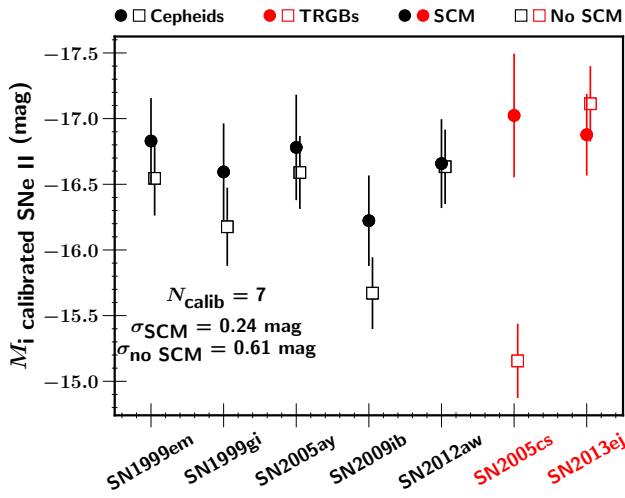 Cepheids TRGBs SCM No SCM
M_i calibrated SNe II (mag)
−17.5
−17.0
−16.5
−16.0
−15.5
−15.0
N_calib = 7
σ_SCM = 0.24 mag
σ_no SCM = 0.61 mag
SN1999em
SN1999gi
SN2005ay
SN2009ib
SN2012aw
SN2005cs
SN2013ej